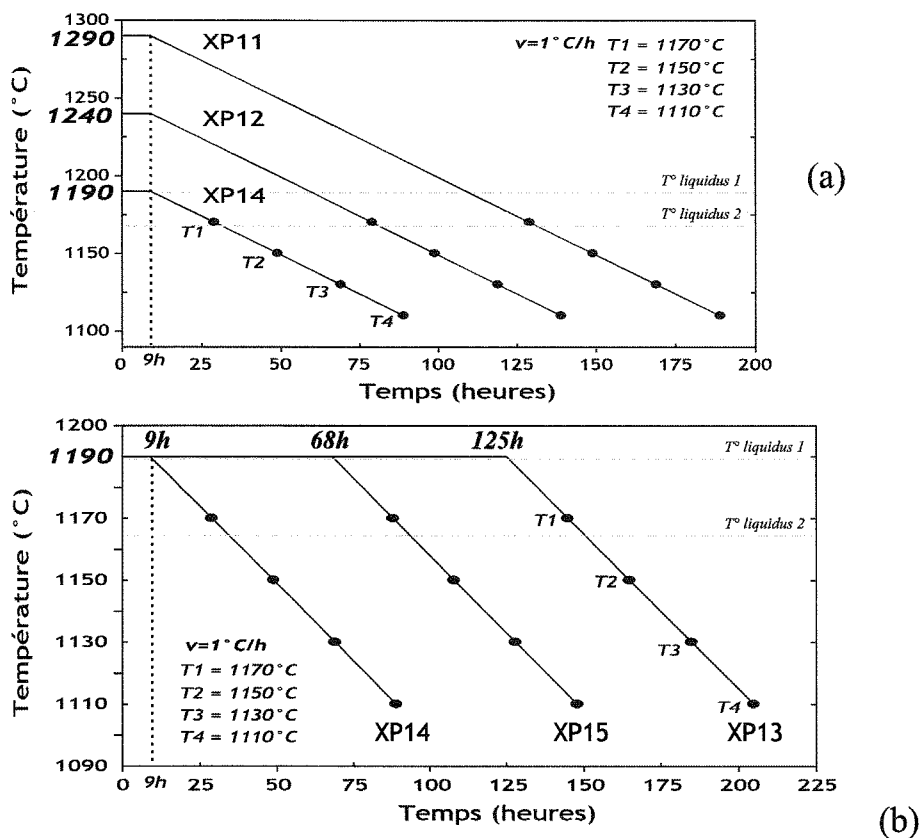 1300
1290
1250
1240
1200
1190
1150
1100
Température (°C)
XP11
XP12
XP14
v=1°C/h T1 = 1170°C
T2 = 1150°C
T3 = 1130°C
T4 = 1110°C
T° liquidus 1
T° liquidus 2
T1
T2
T3
T4
0 9h 25 50 75 100 125 150 175 200
Temps (heures)
(a)
1200
1190
1170
1150
1130
1110
1090
Température (°C)
9h 68h 125h
T° liquidus 1
T° liquidus 2
T1
T2
T3
T4
v=1°C/h
T1 = 1170°C
T2 = 1150°C
T3 = 1130°C
T4 = 1110°C
XP14 XP15 XP13
0 9h 25 50 75 100 125 150 175 200 225
Temps (heures)
(b)